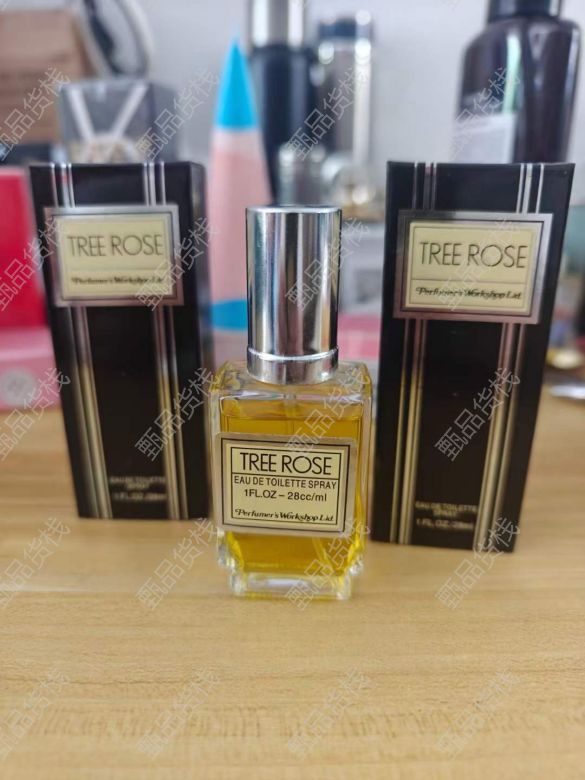 TREE ROSE
Perfumer's Workshop Ltd.
EAU DE TOILETTE
SPRAY
1 FL.OZ/28ml
TREE ROSE
EAU DE TOILETTE SPRAY
1FL.OZ–28cc/ml
Perfumer's Workshop Ltd.
TREE ROSE
Perfumer's Workshop Ltd.
EAU DE TOILETTE
SPRAY
1 FL.OZ/28ml
甄品货栈